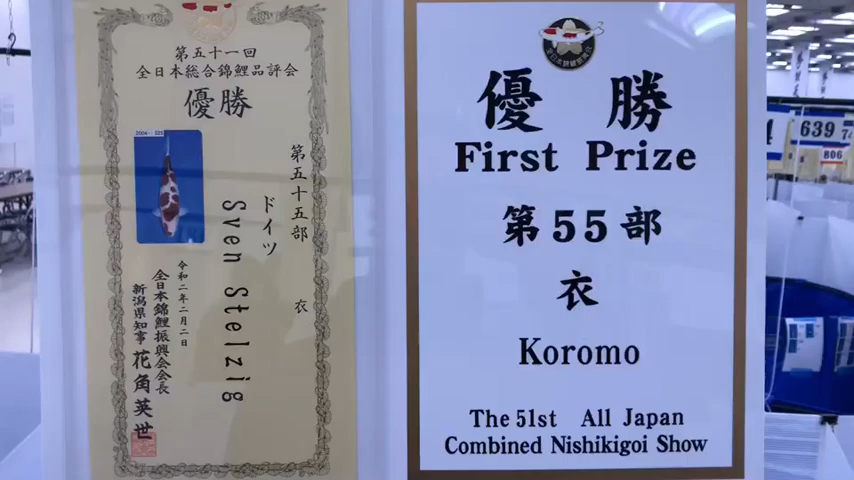 第五十一回
全日本総合錦鯉品評会
優勝
2004-
第五十五部 衣
ドイツ
Sven Stelzig
令和二年二月二日
全日本錦鯉振興会会長
新潟県知事 花角英世
優勝
First Prize
第55部
衣
Koromo
The 51st All Japan
Combined Nishikigoi Show
639
806